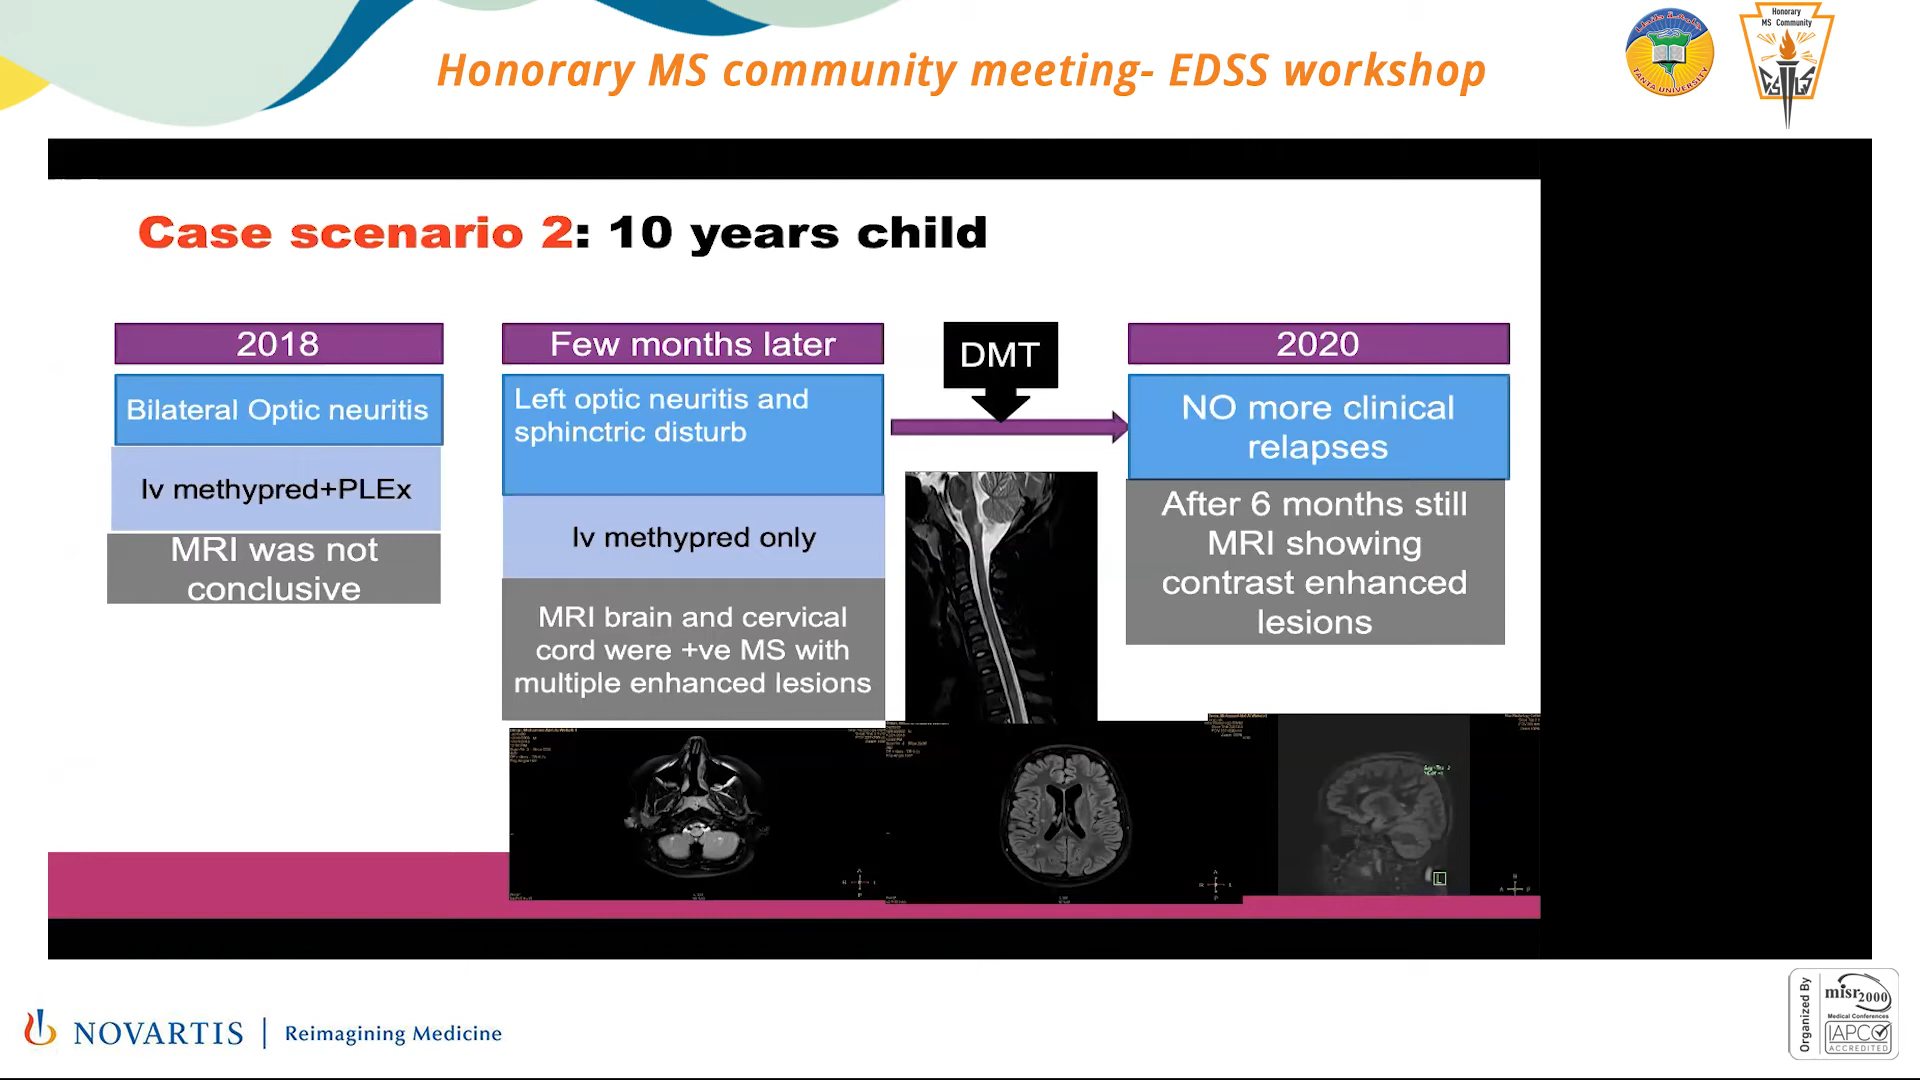 Honorary MS community meeting- EDSS workshop
TANTA UNIVERSITY
Honorary
MS Community
Case scenario 2: 10 years child
2018
Bilateral Optic neuritis
Iv methypred+PLEx
MRI was not
conclusive
Few months later
Left optic neuritis and
sphinctric disturb
Iv methypred only
MRI brain and cervical
cord were +ve MS with
multiple enhanced lesions
DMT
2020
NO more clinical
relapses
After 6 months still
MRI showing
contrast enhanced
lesions
L
NOVARTIS | Reimagining Medicine
Organized By
misr2000
Medical Conferences
IAPCO
ACCREDITED